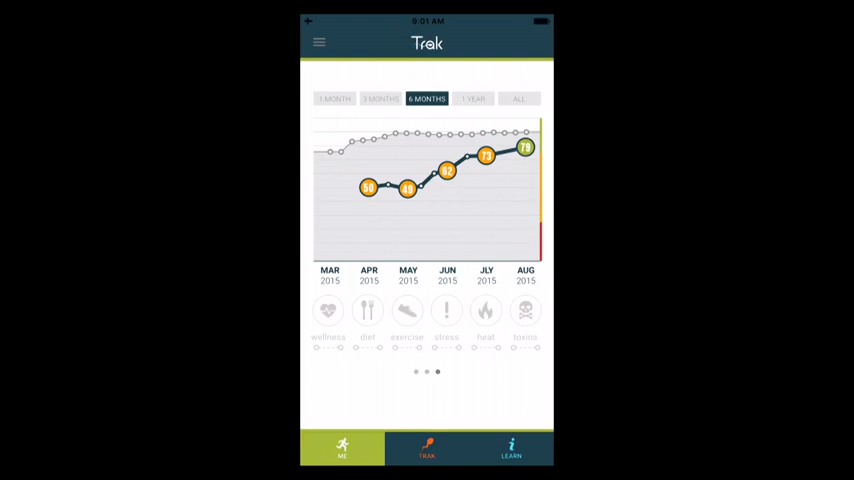 9:01 AM
Trak
1 MONTH 3 MONTHS 6 MONTHS 1 YEAR ALL
50 49 62 73 79
MAR APR MAY JUN JLY AUG
2015 2015 2015 2015 2015 2015
wellness diet exercise stress heat toxins
ME TRAK LEARN